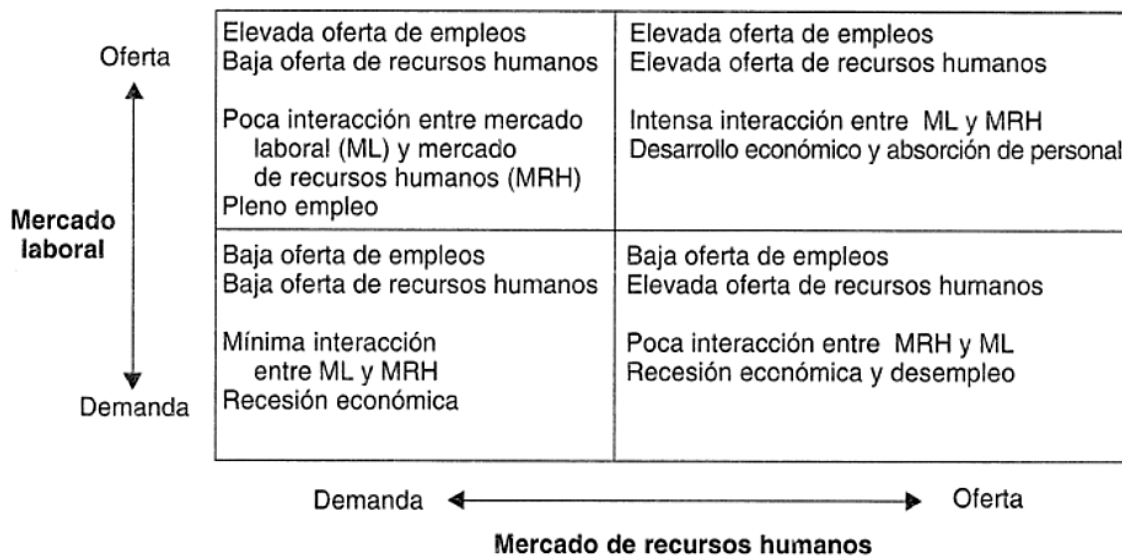 Oferta
Mercado
laboral
Demanda
Elevada oferta de empleos
Baja oferta de recursos humanos
Poca interacción entre mercado
laboral (ML) y mercado
de recursos humanos (MRH)
Pleno empleo
Elevada oferta de empleos
Elevada oferta de recursos humanos
Intensa interacción entre ML y MRH
Desarrollo económico y absorción de personal
Baja oferta de empleos
Baja oferta de recursos humanos
Mínima interacción
entre ML y MRH
Recesión económica
Baja oferta de empleos
Elevada oferta de recursos humanos
Poca interacción entre MRH y ML
Recesión económica y desempleo
Demanda
Oferta
Mercado de recursos humanos